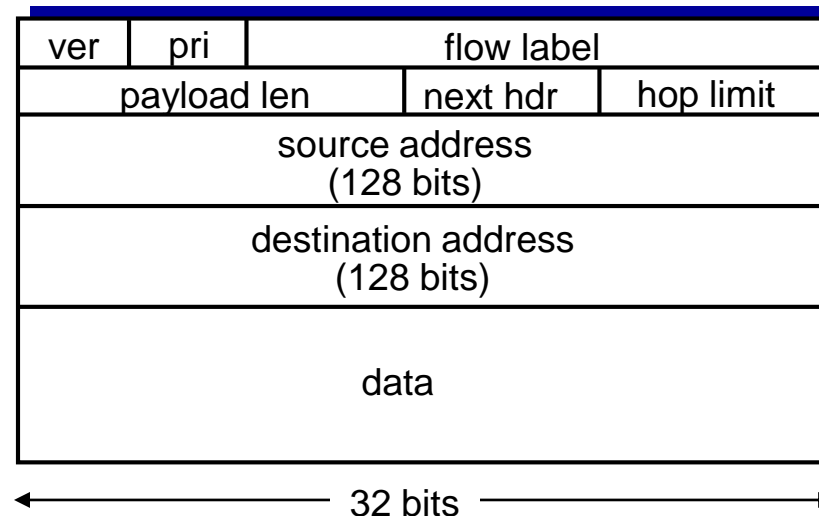 ver pri flow label
payload len next hdr hop limit
source address
(128 bits)
destination address
(128 bits)
data
32 bits